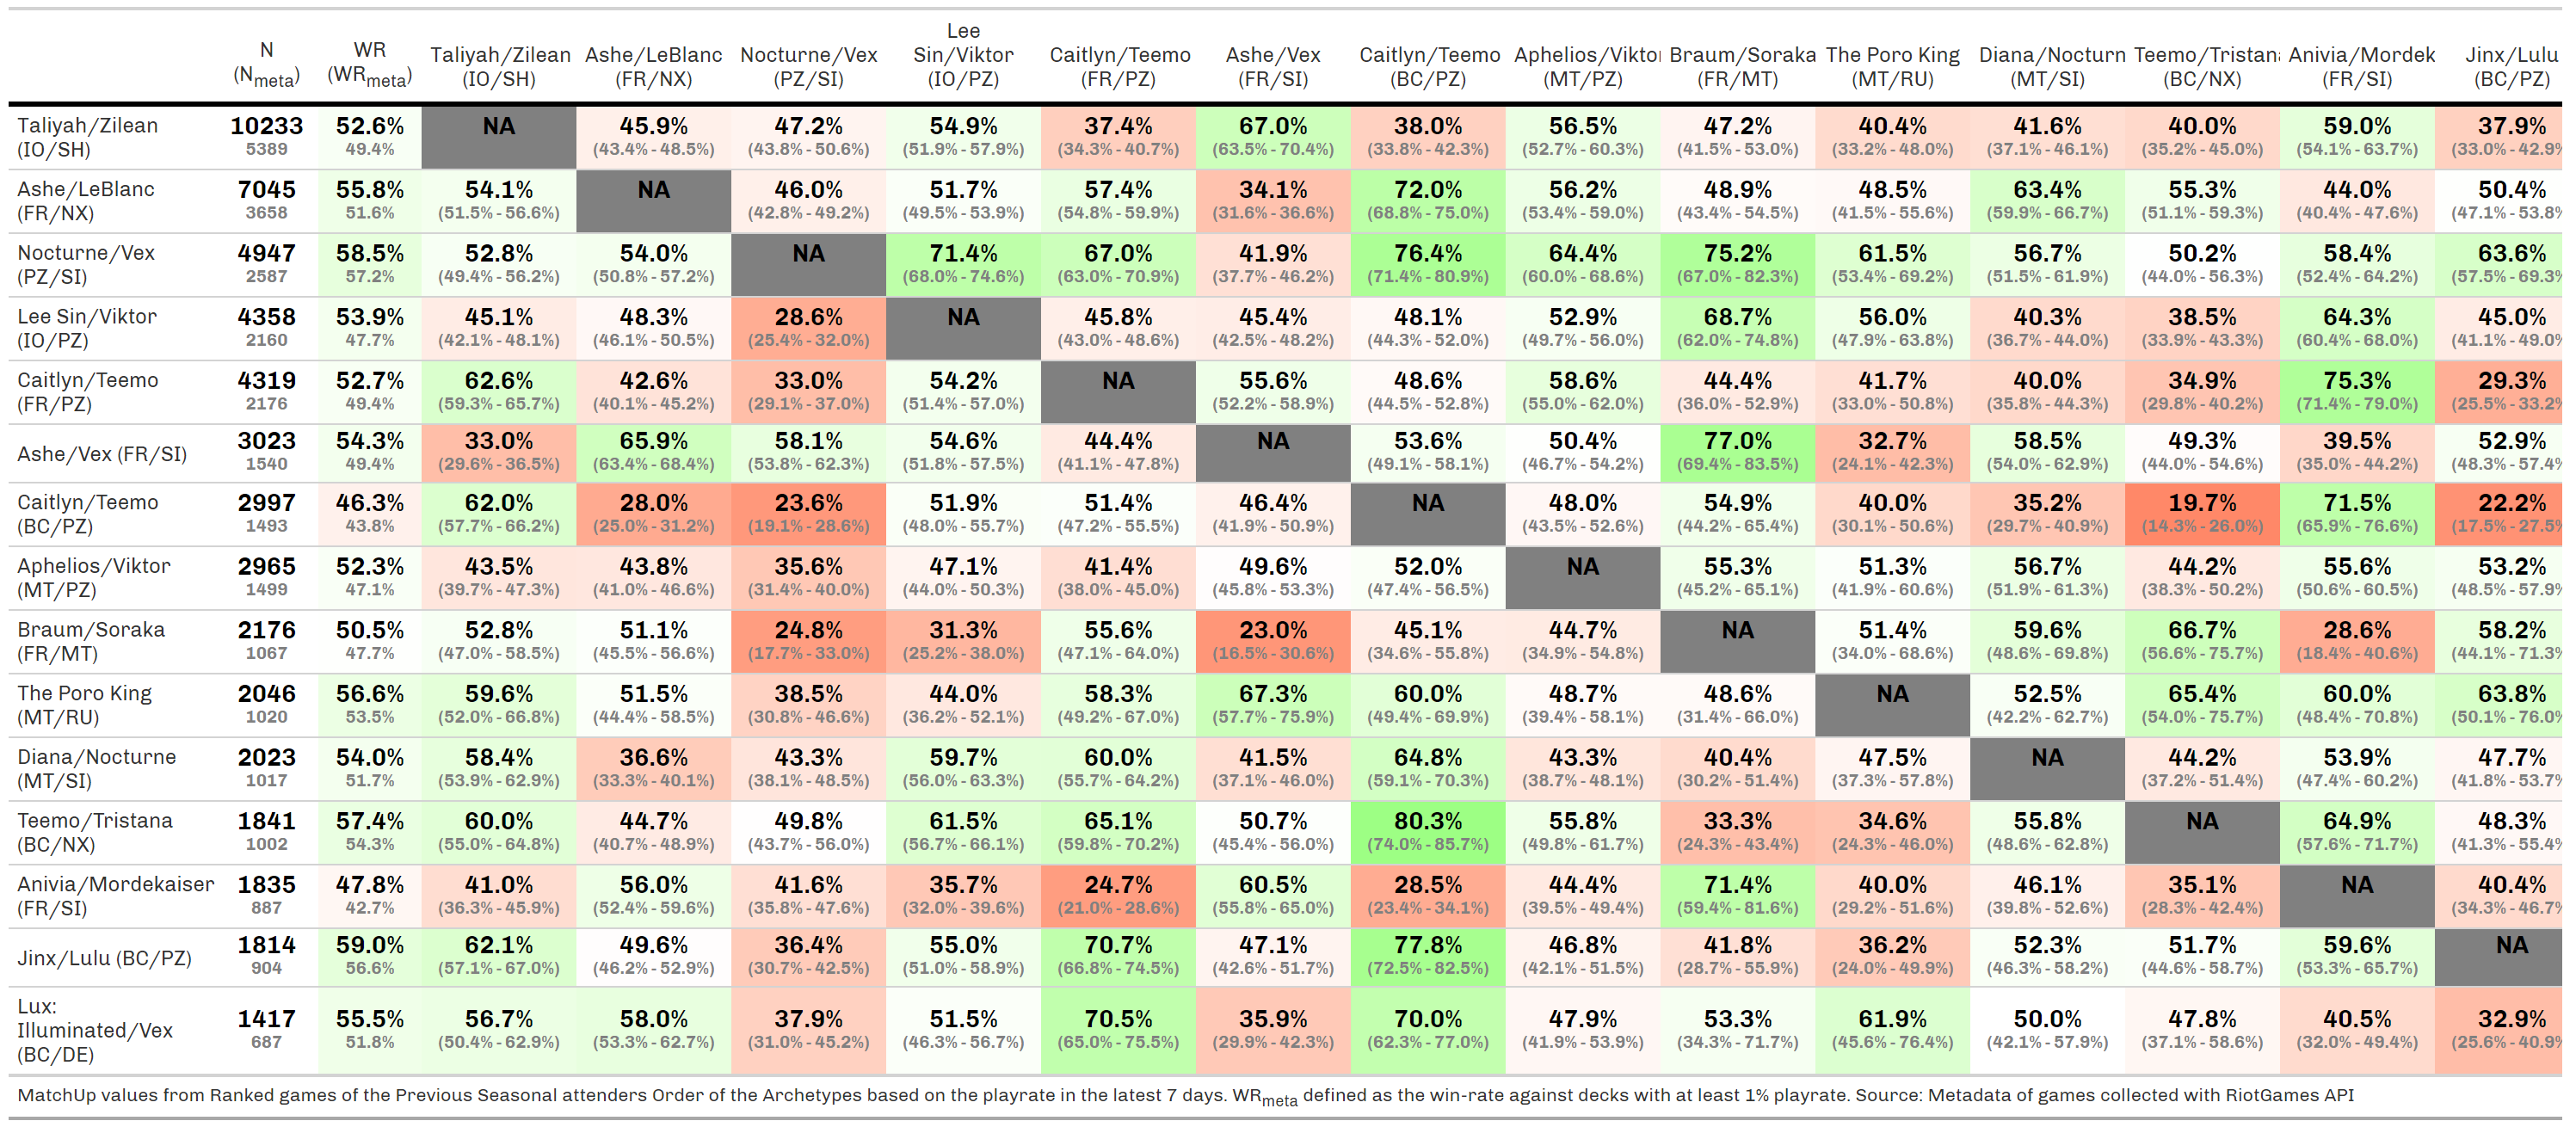 N (N_meta) WR (WR_meta) Taliyah/Zilean (IO/SH) Ashe/LeBlanc (FR/NX) Nocturne/Vex (PZ/SI) Lee Sin/Viktor (IO/PZ) Caitlyn/Teemo (FR/PZ) Ashe/Vex (FR/SI) Caitlyn/Teemo (BC/PZ) Aphelios/Viktor (MT/PZ) Braum/Soraka (FR/MT) The Poro King (MT/RU) Diana/Nocturn (MT/SI) Teemo/Tristana (BC/NX) Anivia/Mordek (FR/SI) Jinx/Lulu (BC/PZ)
Taliyah/Zilean 10233 52.6% NA 45.9% 47.2% 54.9% 37.4% 67.0% 38.0% 56.5% 47.2% 40.4% 41.6% 40.0% 59.0% 37.9%
(IO/SH) 5389 49.4% (43.4% - 48.5%) (43.8% - 50.6%) (51.9% - 57.9%) (34.3% - 40.7%) (63.5% - 70.4%) (33.8% - 42.3%) (52.7% - 60.3%) (41.5% - 53.0%) (33.2% - 48.0%) (37.1% - 46.1%) (35.2% - 45.0%) (54.1% - 63.7%) (33.0% - 42.9%
Ashe/LeBlanc 7045 55.8% 54.1% NA 46.0% 51.7% 57.4% 34.1% 72.0% 56.2% 48.9% 48.5% 63.4% 55.3% 44.0% 50.4%
(FR/NX) 3658 51.6% (51.5% - 56.6%) (42.8% - 49.2%) (49.5% - 53.9%) (54.8% - 59.9%) (31.6% - 36.6%) (68.8% - 75.0%) (53.4% - 59.0%) (43.4% - 54.5%) (41.5% - 55.6%) (59.9% - 66.7%) (51.1% - 59.3%) (40.4% - 47.6%) (47.1% - 53.8%
Nocturne/Vex 4947 58.5% 52.8% 54.0% NA 71.4% 67.0% 41.9% 76.4% 64.4% 75.2% 61.5% 56.7% 50.2% 58.4% 63.6%
(PZ/SI) 2587 57.2% (49.4% - 56.2%) (50.8% - 57.2%) (68.0% - 74.6%) (63.0% - 70.9%) (37.7% - 46.2%) (71.4% - 80.9%) (60.0% - 68.6%) (67.0% - 82.3%) (53.4% - 69.2%) (51.5% - 61.9%) (44.0% - 56.3%) (52.4% - 64.2%) (57.5% - 69.3%
Lee Sin/Viktor 4358 53.9% 45.1% 48.3% 28.6% NA 45.8% 45.4% 48.1% 52.9% 68.7% 56.0% 40.3% 38.5% 64.3% 45.0%
(IO/PZ) 2160 47.7% (42.1% - 48.1%) (46.1% - 50.5%) (25.4% - 32.0%) (43.0% - 48.6%) (42.5% - 48.2%) (44.3% - 52.0%) (49.7% - 56.0%) (62.0% - 74.8%) (47.9% - 63.8%) (36.7% - 44.0%) (33.9% - 43.3%) (60.4% - 68.0%) (41.1% - 49.0%
Caitlyn/Teemo 4319 52.7% 62.6% 42.6% 33.0% 54.2% NA 55.6% 48.6% 58.6% 44.4% 41.7% 40.0% 34.9% 75.3% 29.3%
(FR/PZ) 2176 49.4% (59.3% - 65.7%) (40.1% - 45.2%) (29.1% - 37.0%) (51.4% - 57.0%) (52.2% - 58.9%) (44.5% - 52.8%) (55.0% - 62.0%) (36.0% - 52.9%) (33.0% - 50.8%) (35.8% - 44.3%) (29.8% - 40.2%) (71.4% - 79.0%) (25.5% - 33.2%
Ashe/Vex (FR/SI) 3023 54.3% 33.0% 65.9% 58.1% 54.6% 44.4% NA 53.6% 50.4% 77.0% 32.7% 58.5% 49.3% 39.5% 52.9%
1540 49.4% (29.6% - 36.5%) (63.4% - 68.4%) (53.8% - 62.3%) (51.8% - 57.5%) (41.1% - 47.8%) (49.1% - 58.1%) (46.7% - 54.2%) (69.4% - 83.5%) (24.1% - 42.3%) (54.0% - 62.9%) (44.0% - 54.6%) (35.0% - 44.2%) (48.3% - 57.4%
Caitlyn/Teemo 2997 46.3% 62.0% 28.0% 23.6% 51.9% 51.4% 46.4% NA 48.0% 54.9% 40.0% 35.2% 19.7% 71.5% 22.2%
(BC/PZ) 1493 43.8% (57.7% - 66.2%) (25.0% - 31.2%) (19.1% - 28.6%) (48.0% - 55.7%) (47.2% - 55.5%) (41.9% - 50.9%) (43.5% - 52.6%) (44.2% - 65.4%) (30.1% - 50.6%) (29.7% - 40.9%) (14.3% - 26.0%) (65.9% - 76.6%) (17.5% - 27.5%
Aphelios/Viktor 2965 52.3% 43.5% 43.8% 35.6% 47.1% 41.4% 49.6% 52.0% NA 55.3% 51.3% 56.7% 44.2% 55.6% 53.2%
(MT/PZ) 1499 47.1% (39.7% - 47.3%) (41.0% - 46.6%) (31.4% - 40.0%) (44.0% - 50.3%) (38.0% - 45.0%) (45.8% - 53.3%) (47.4% - 56.5%) (45.2% - 65.1%) (41.9% - 60.6%) (51.9% - 61.3%) (38.3% - 50.2%) (50.6% - 60.5%) (48.5% - 57.9%
Braum/Soraka 2176 50.5% 52.8% 51.1% 24.8% 31.3% 55.6% 23.0% 45.1% 44.7% NA 51.4% 59.6% 66.7% 28.6% 58.2%
(FR/MT) 1067 47.7% (47.0% - 58.5%) (45.5% - 56.6%) (17.7% - 33.0%) (25.2% - 38.0%) (47.1% - 64.0%) (16.5% - 30.6%) (34.6% - 55.8%) (34.9% - 54.8%) (34.0% - 68.6%) (48.6% - 69.8%) (56.6% - 75.7%) (18.4% - 40.6%) (44.1% - 71.3%
The Poro King 2046 56.6% 59.6% 51.5% 38.5% 44.0% 58.3% 67.3% 60.0% 48.7% 48.6% NA 52.5% 65.4% 60.0% 63.8%
(MT/RU) 1020 53.5% (52.0% - 66.8%) (44.4% - 58.5%) (30.8% - 46.6%) (36.2% - 52.1%) (49.2% - 67.0%) (57.7% - 75.9%) (49.4% - 69.9%) (39.4% - 58.1%) (31.4% - 66.0%) (42.2% - 62.7%) (54.0% - 75.7%) (48.4% - 70.8%) (50.1% - 76.0%
Diana/Nocturne 2023 54.0% 58.4% 36.6% 43.3% 59.7% 60.0% 41.5% 64.8% 43.3% 40.4% 47.5% NA 44.2% 53.9% 47.7%
(MT/SI) 1017 51.7% (53.9% - 62.9%) (33.3% - 40.1%) (38.1% - 48.5%) (56.0% - 63.3%) (55.7% - 64.2%) (37.1% - 46.0%) (59.1% - 70.3%) (38.7% - 48.1%) (30.2% - 51.4%) (37.3% - 57.8%) (37.2% - 51.4%) (47.4% - 60.2%) (41.8% - 53.7%
Teemo/Tristana 1841 57.4% 60.0% 44.7% 49.8% 61.5% 65.1% 50.7% 80.3% 55.8% 33.3% 34.6% 55.8% NA 64.9% 48.3%
(BC/NX) 1002 54.3% (55.0% - 64.8%) (40.7% - 48.9%) (43.7% - 56.0%) (56.7% - 66.1%) (59.8% - 70.2%) (45.4% - 56.0%) (74.0% - 85.7%) (49.8% - 61.7%) (24.3% - 43.4%) (24.3% - 46.0%) (48.6% - 62.8%) (57.6% - 71.7%) (41.3% - 55.4%
Anivia/Mordekaiser 1835 47.8% 41.0% 56.0% 41.6% 35.7% 24.7% 60.5% 28.5% 44.4% 71.4% 40.0% 46.1% 35.1% NA 40.4%
(FR/SI) 887 42.7% (36.3% - 45.9%) (52.4% - 59.6%) (35.8% - 47.6%) (32.0% - 39.6%) (21.0% - 28.6%) (55.8% - 65.0%) (23.4% - 34.1%) (39.5% - 49.4%) (59.4% - 81.6%) (29.2% - 51.6%) (39.8% - 52.6%) (28.3% - 42.4%) (34.3% - 46.7%
Jinx/Lulu (BC/PZ) 1814 59.0% 62.1% 49.6% 36.4% 55.0% 70.7% 47.1% 77.8% 46.8% 41.8% 36.2% 52.3% 51.7% 59.6% NA
904 56.6% (57.1% - 67.0%) (46.2% - 52.9%) (30.7% - 42.5%) (51.0% - 58.9%) (66.8% - 74.5%) (42.6% - 51.7%) (72.5% - 82.5%) (42.1% - 51.5%) (28.7% - 55.9%) (24.0% - 49.9%) (46.3% - 58.2%) (44.6% - 58.7%) (53.3% - 65.7%)
Lux:
Illuminated/Vex 1417 55.5% 56.7% 58.0% 37.9% 51.5% 70.5% 35.9% 70.0% 47.9% 53.3% 61.9% 50.0% 47.8% 40.5% 32.9%
(BC/DE) 687 51.8% (50.4% - 62.9%) (53.3% - 62.7%) (31.0% - 45.2%) (46.3% - 56.7%) (65.0% - 75.5%) (29.9% - 42.3%) (62.3% - 77.0%) (41.9% - 53.9%) (34.3% - 71.7%) (45.6% - 76.4%) (42.1% - 57.9%) (37.1% - 58.6%) (32.0% - 49.4%) (25.6% - 40.9%
MatchUp values from Ranked games of the Previous Seasonal attenders Order of the Archetypes based on the playrate in the latest 7 days. WR_meta defined as the win-rate against decks with at least 1% playrate. Source: Metadata of games collected with RiotGames API